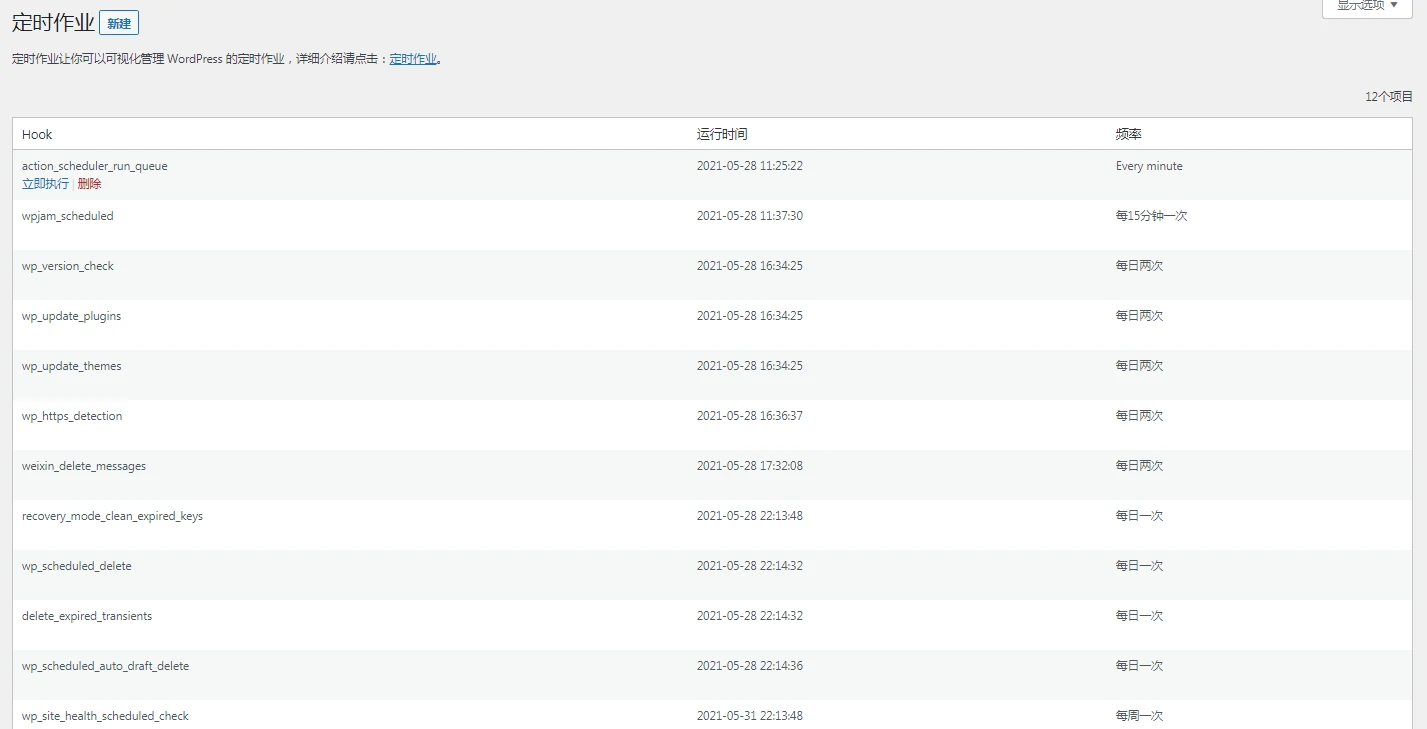 显示选项 ▼
定时作业 新建
定时作业让你可以可视化管理 WordPress 的定时作业，详细介绍请点击：定时作业。
12个项目
Hook 运行时间 频率
action_scheduler_run_queue 2021-05-28 11:25:22 Every minute
立即执行 | 删除
wpjam_scheduled 2021-05-28 11:37:30 每15分钟一次
wp_version_check 2021-05-28 16:34:25 每日两次
wp_update_plugins 2021-05-28 16:34:25 每日两次
wp_update_themes 2021-05-28 16:34:25 每日两次
wp_https_detection 2021-05-28 16:36:37 每日两次
weixin_delete_messages 2021-05-28 17:32:08 每日两次
recovery_mode_clean_expired_keys 2021-05-28 22:13:48 每日一次
wp_scheduled_delete 2021-05-28 22:14:32 每日一次
delete_expired_transients 2021-05-28 22:14:32 每日一次
wp_scheduled_auto_draft_delete 2021-05-28 22:14:36 每日一次
wp_site_health_scheduled_check 2021-05-31 22:13:48 每周一次